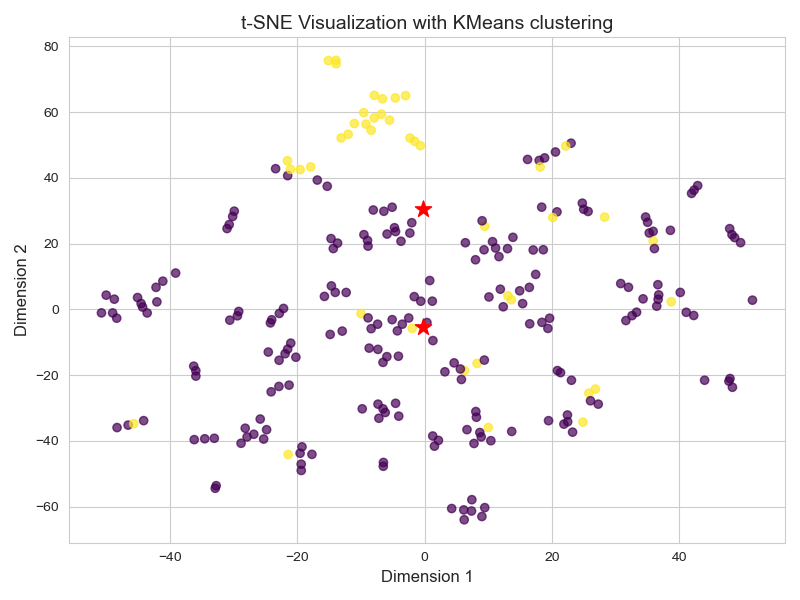 t-SNE Visualization with KMeans clustering
80
60
40
20
0
−20
−40
−60
Dimension 2
−40 −20 0 20 40
Dimension 1